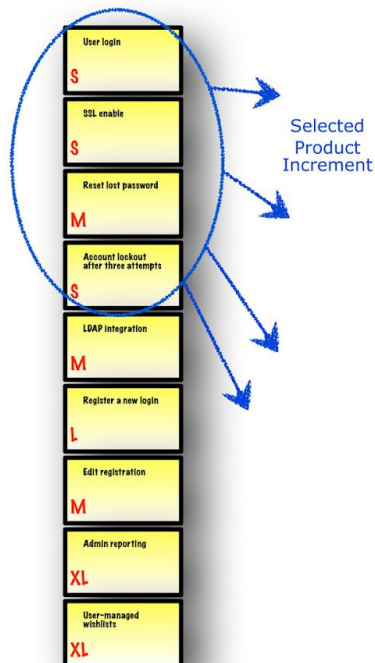 User login
S
SSL enable
S
Selected
Product
Increment
Reset lost password
M
Account lockout
after three attempts
S
LDAP integration
M
Register a new login
L
Edit registration
M
Admin reporting
XL
User-managed
wishlists
XL